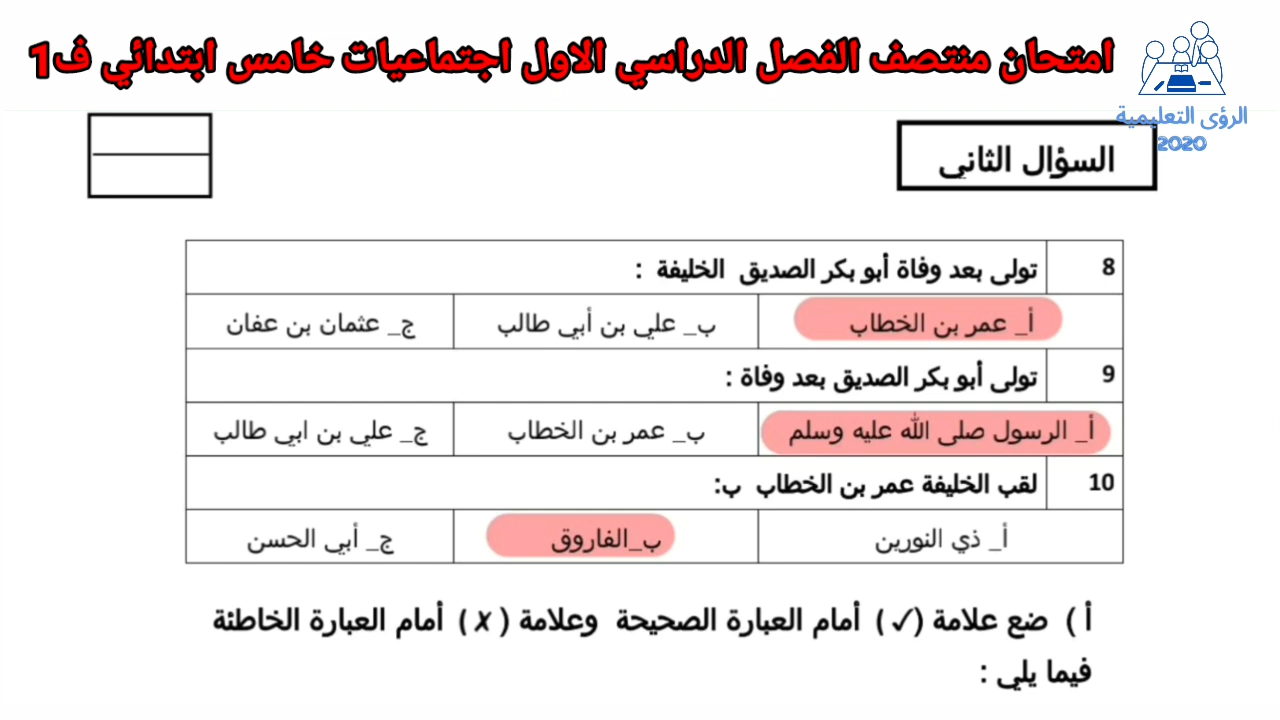 امتحان منتصف الفصل الدراسي الاول اجتماعيات خامس ابتدائي ف1
الرؤى التعليمية
2020
السؤال الثاني
8 تولى بعد وفاة أبو بكر الصديق الخليفة :
أ_ عمر بن الخطاب ب_ علي بن أبي طالب ج_ عثمان بن عفان
9 تولى أبو بكر الصديق بعد وفاة :
أ_ الرسول صلى الله عليه وسلم ب_ عمر بن الخطاب ج_ علي بن ابي طالب
10 لقب الخليفة عمر بن الخطاب ب:
أ_ ذي النورين ب_الفاروق ج_ أبي الحسن
أ ) ضع علامة (✓) أمام العبارة الصحيحة وعلامة (✗) أمام العبارة الخاطئة
فيما يلي :